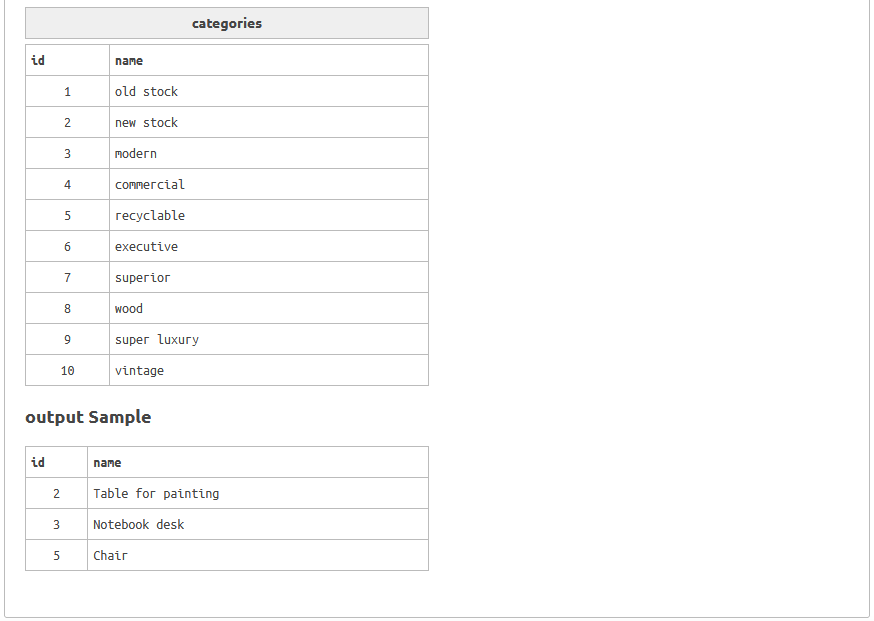 categories
id name
1 old stock
2 new stock
3 modern
4 commercial
5 recyclable
6 executive
7 superior
8 wood
9 super luxury
10 vintage
output Sample
id name
2 Table for painting
3 Notebook desk
5 Chair